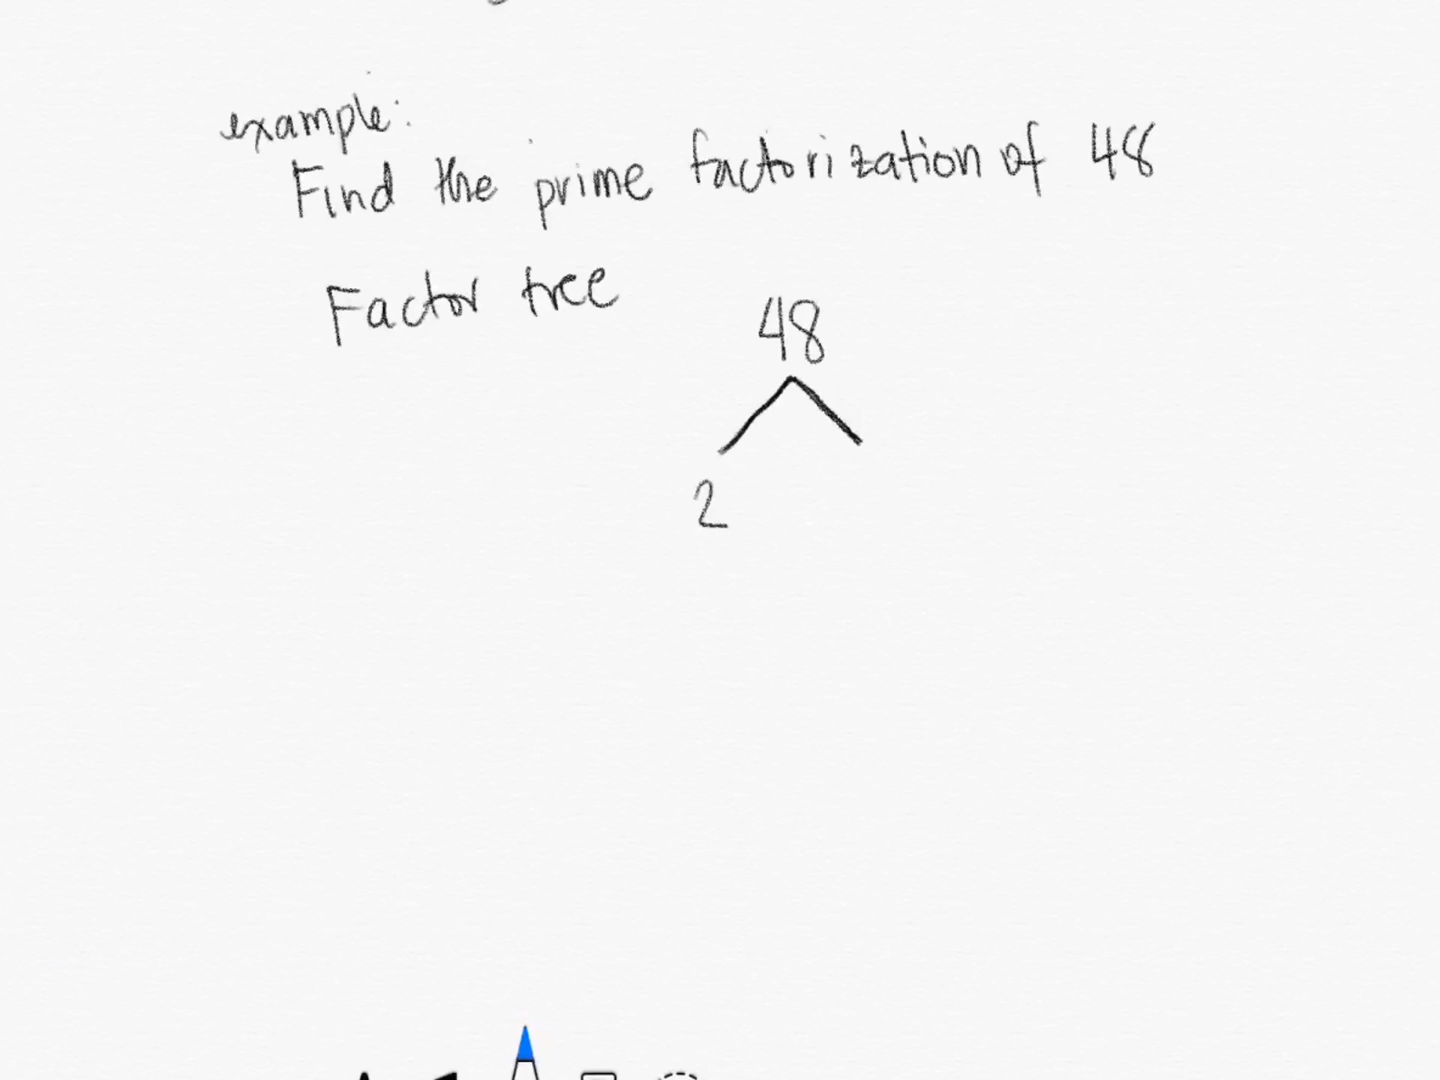 example:
Find the prime factorization of 48
Factor tree
48
2